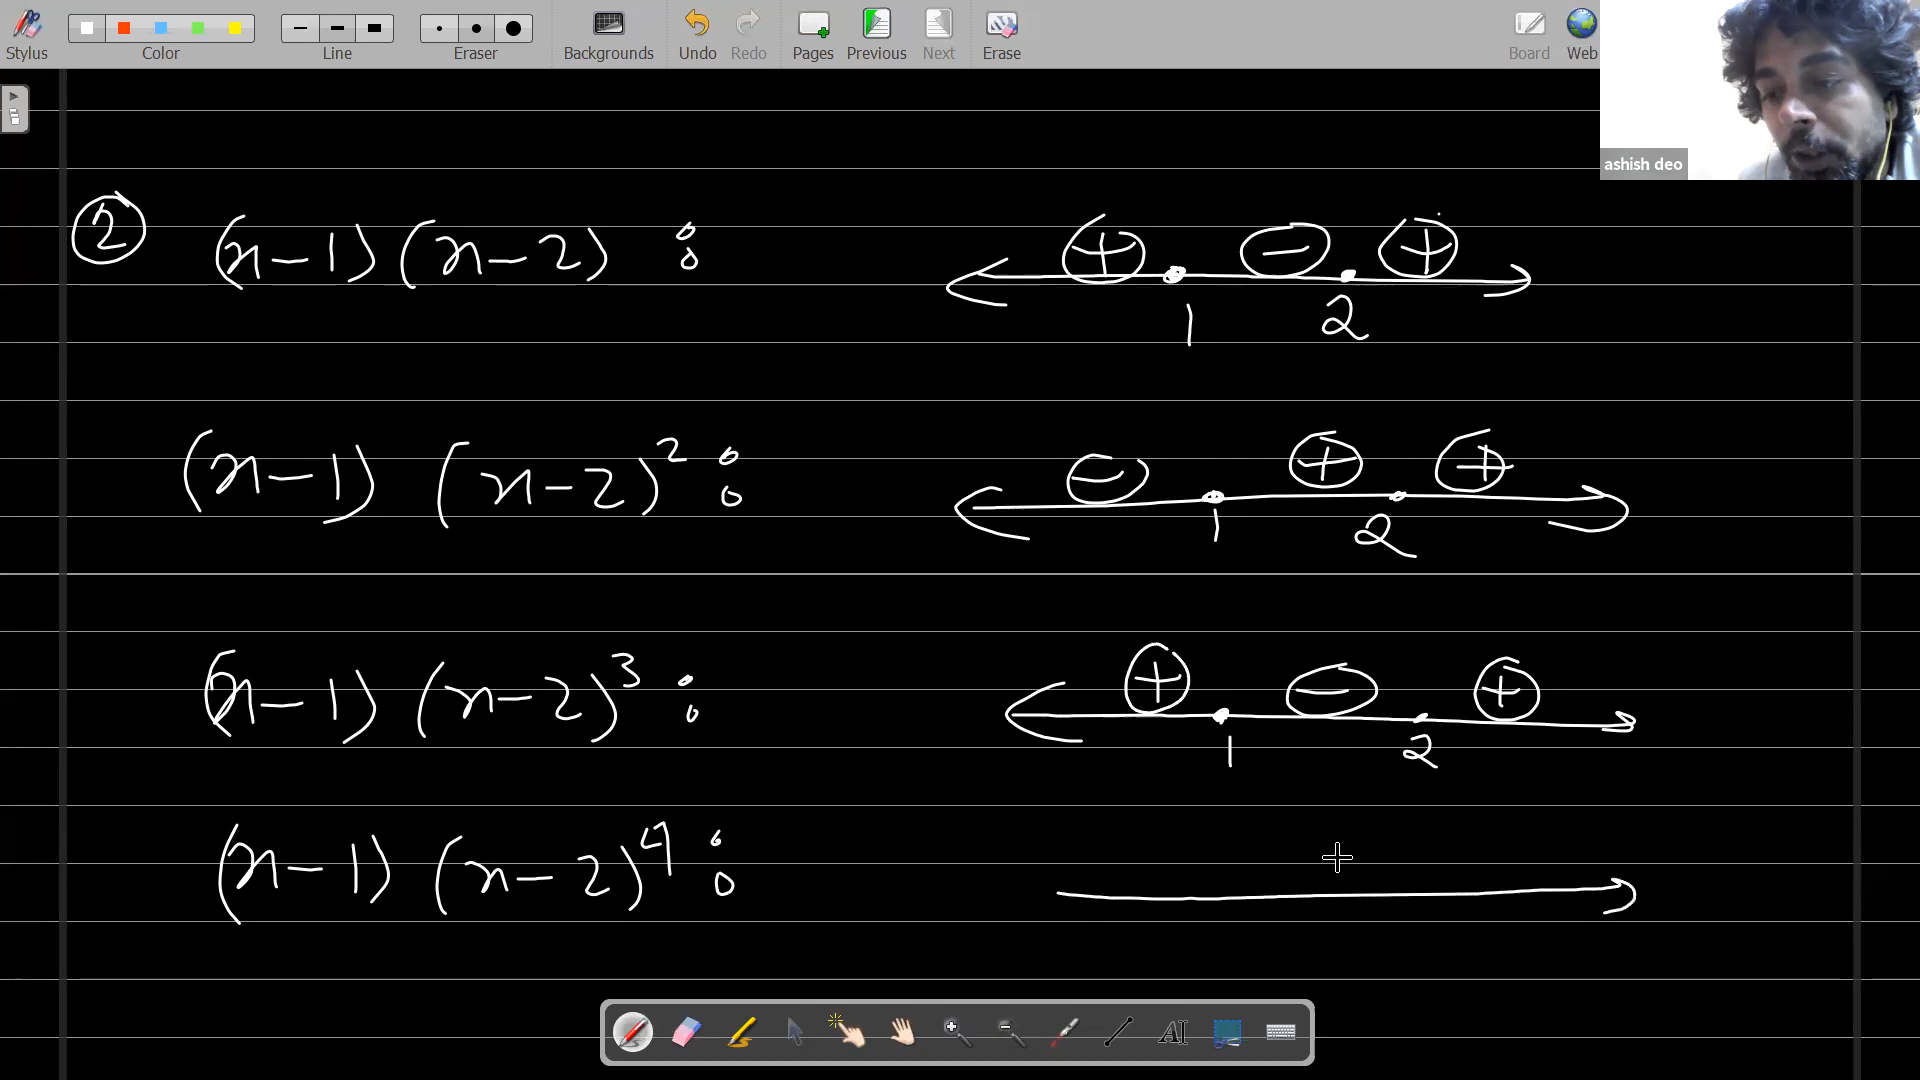 Stylus Color Line Eraser Backgrounds Undo Redo Pages Previous Next Erase Board Web
ashish deo
② (x-1) (x-2) : + - +
1 2
(x-1) (x-2)² : - + +
1 2
(x-1) (x-2)³ : + - +
1 2
(x-1) (x-2)⁴ :
AI